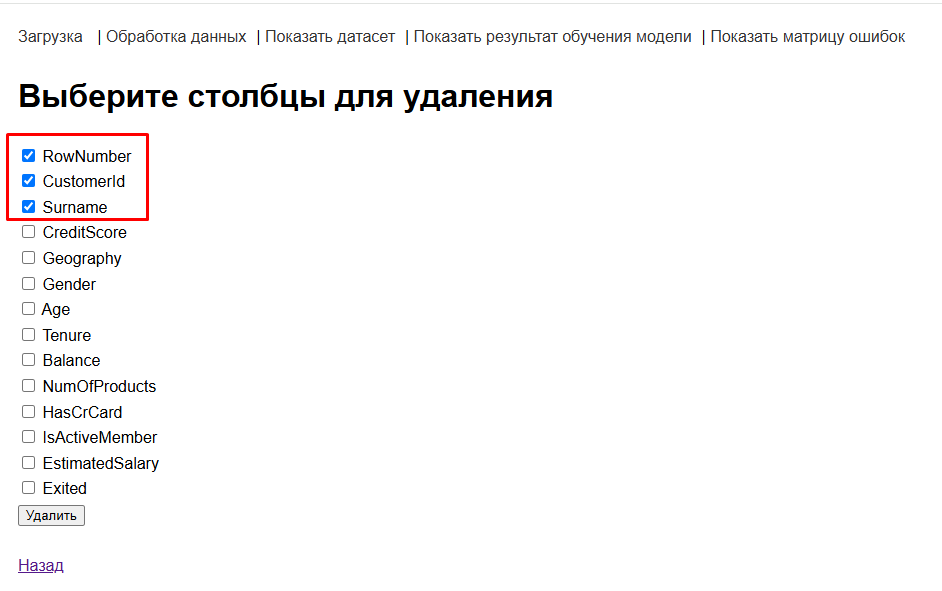 Загрузка | Обработка данных | Показать датасет | Показать результат обучения модели | Показать матрицу ошибок
Выберите столбцы для удаления
RowNumber
CustomerId
Surname
CreditScore
Geography
Gender
Age
Tenure
Balance
NumOfProducts
HasCrCard
IsActiveMember
EstimatedSalary
Exited
Удалить
Назад